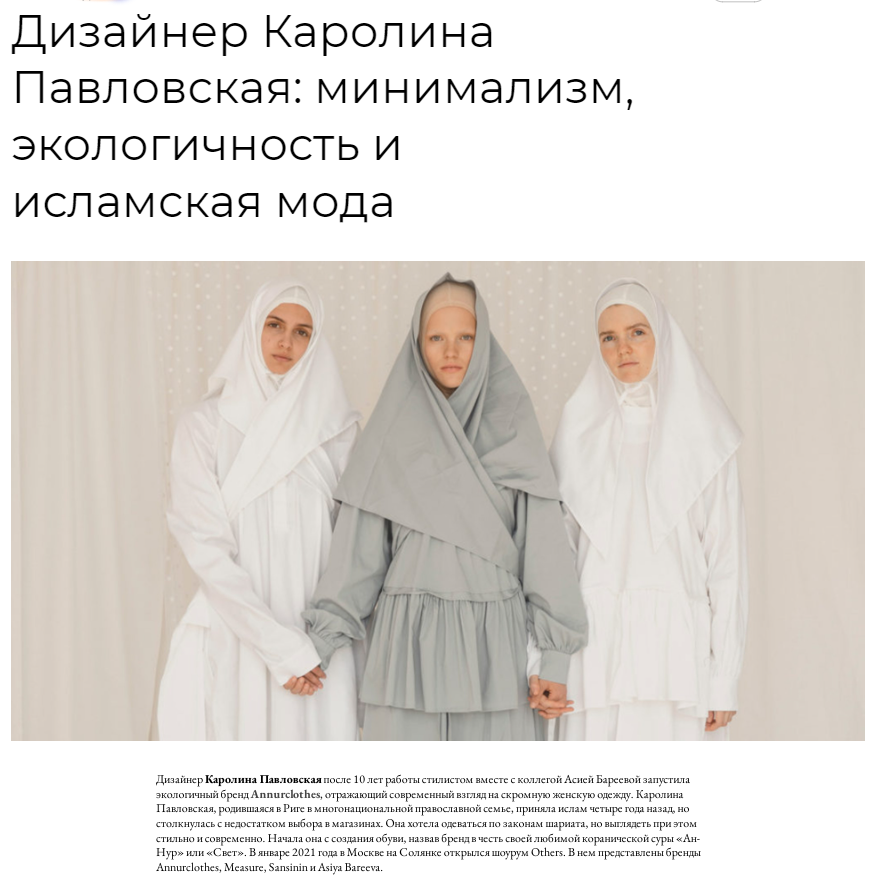 Дизайнер Каролина
Павловская: минимализм,
экологичность и
исламская мода
Дизайнер Каролина Павловская после 10 лет работы стилистом вместе с коллегой Асией Бареевой запустила
экологичный бренд Annurclothes, отражающий современный взгляд на скромную женскую одежду. Каролина
Павловская, родившаяся в Риге в многонациональной православной семье, приняла ислам четыре года назад, но
столкнулась с недостатком выбора в магазинах. Она хотела одеваться по законам шариата, но выглядеть при этом
стильно и современно. Начала она с создания обуви, назвав бренд в честь своей любимой коранической суры «Ан-
Нур» или «Свет». В январе 2021 года в Москве на Солянке открылся шоурум Others. В нем представлены бренды
Annurclothes, Measure, Sansinin и Asiya Bareeva.